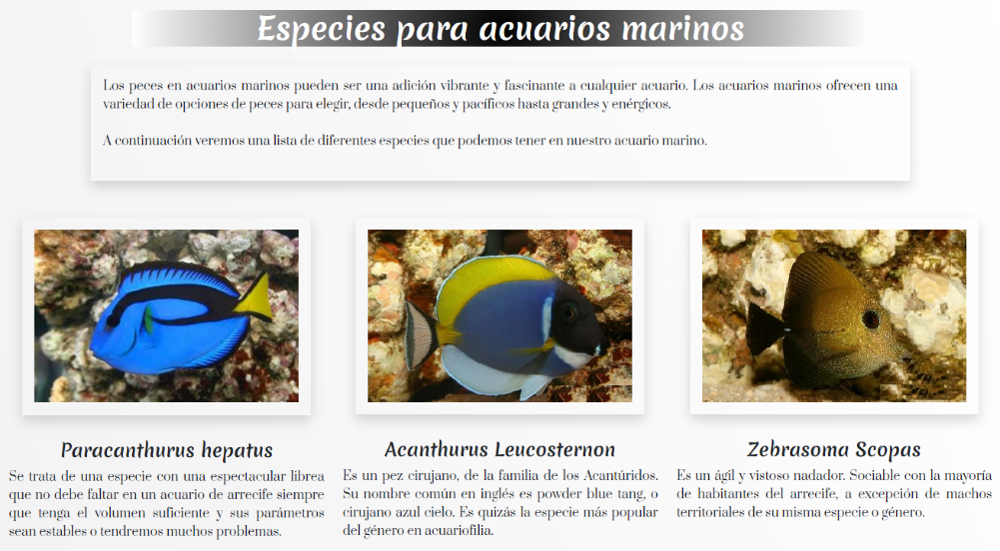 Especies para acuarios marinos
Los peces en acuarios marinos pueden ser una adición vibrante y fascinante a cualquier acuario. Los acuarios marinos ofrecen una
variedad de opciones de peces para elegir, desde pequeños y pacíficos hasta grandes y enérgicos.
A continuación veremos una lista de diferentes especies que podemos tener en nuestro acuario marino.
Paracanthurus hepatus
Se trata de una especie con una espectacular librea
que no debe faltar en un acuario de arrecife siempre
que tenga el volumen suficiente y sus parámetros
sean estables o tendremos muchos problemas.
Acanthurus Leucosternon
Es un pez cirujano, de la familia de los Acantúridos.
Su nombre común en inglés es powder blue tang, o
cirujano azul cielo. Es quizás la especie más popular
del género en acuariofilia.
Zebrasoma Scopas
Es un ágil y vistoso nadador. Sociable con la mayoría
de habitantes del arrecife, a excepción de machos
territoriales de su misma especie o género.